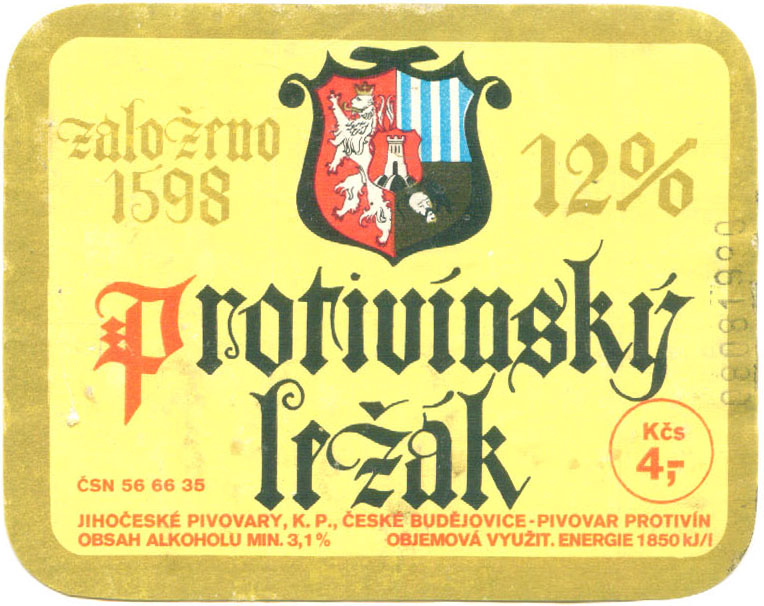 založeno
1598
12%
Protivínský
ležák
Kčs
4,-
ČSN 56 66 35
JIHOČESKÉ PIVOVARY, K. P., ČESKÉ BUDĚJOVICE - PIVOVAR PROTIVÍN
OBSAH ALKOHOLU MIN. 3,1% OBJEMOVÁ VYUŽIT. ENERGIE 1850 kJ/l